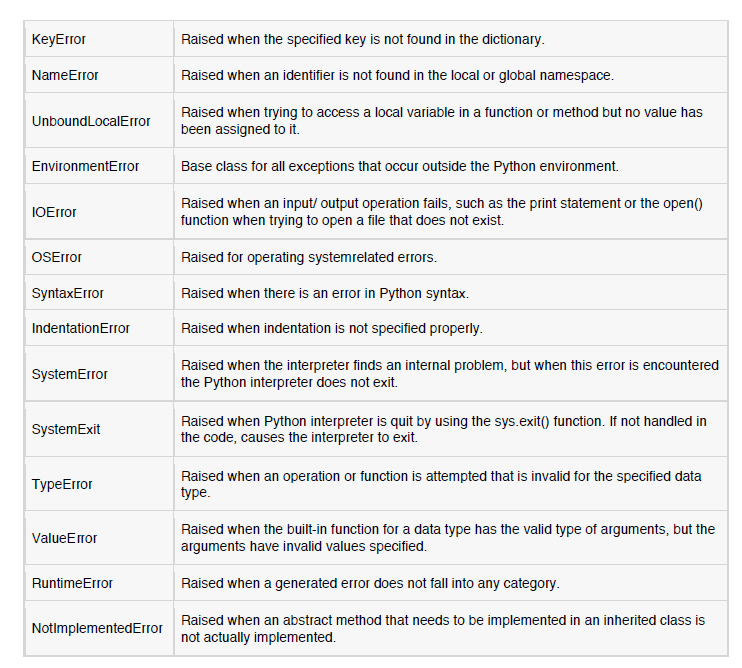 KeyError
Raised when the specified key is not found in the dictionary.
NameError
Raised when an identifier is not found in the local or global namespace.
UnboundLocalError
Raised when trying to access a local variable in a function or method but no value has
been assigned to it.
EnvironmentError
Base class for all exceptions that occur outside the Python environment.
IOError
Raised when an input/ output operation fails, such as the print statement or the open()
function when trying to open a file that does not exist.
OSError
Raised for operating systemrelated errors.
SyntaxError
Raised when there is an error in Python syntax.
IndentationError
Raised when indentation is not specified properly.
SystemError
Raised when the interpreter finds an internal problem, but when this error is encountered
the Python interpreter does not exit.
SystemExit
Raised when Python interpreter is quit by using the sys.exit() function. If not handled in
the code, causes the interpreter to exit.
TypeError
Raised when an operation or function is attempted that is invalid for the specified data
type.
ValueError
Raised when the built-in function for a data type has the valid type of arguments, but the
arguments have invalid values specified.
RuntimeError
Raised when a generated error does not fall into any category.
NotImplementedError
Raised when an abstract method that needs to be implemented in an inherited class is
not actually implemented.